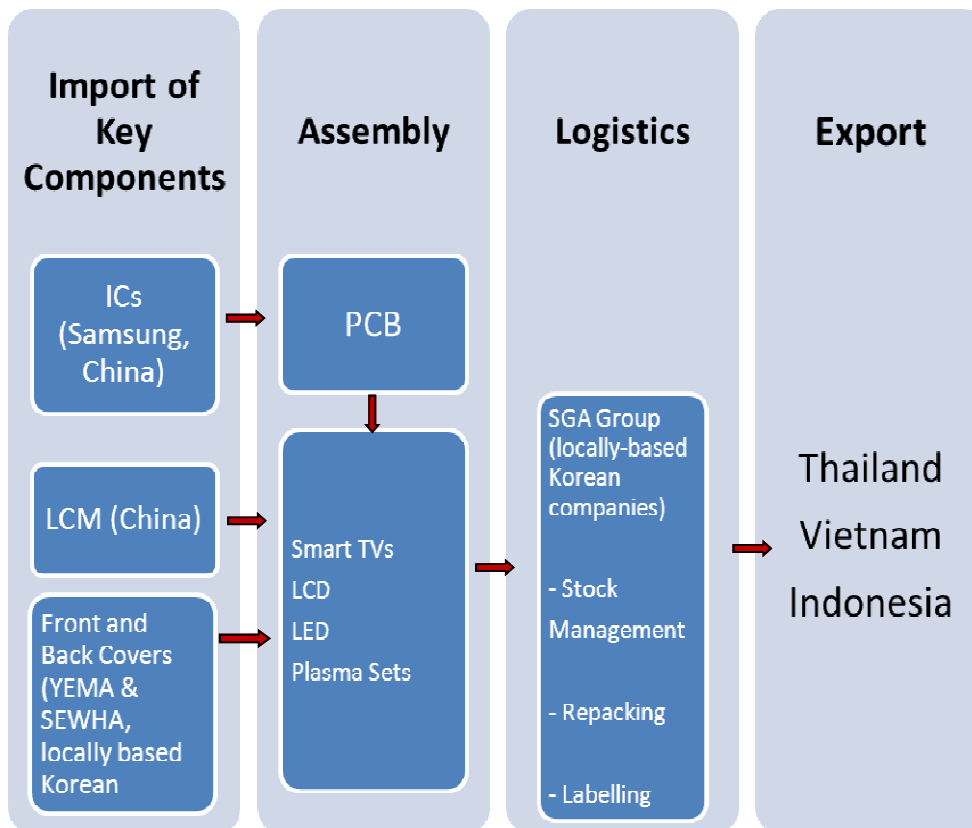 Import of
Key
Components
ICs
(Samsung,
China)
LCM (China)
Front and
Back Covers
(YEMA &
SEWHA,
locally based
Korean
Assembly
PCB
Smart TVs
LCD
LED
Plasma Sets
Logistics
SGA Group
(locally-based
Korean
companies)
- Stock
Management
- Repacking
- Labelling
Export
Thailand
Vietnam
Indonesia